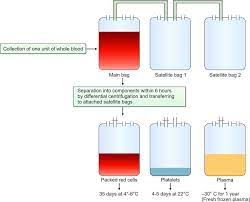 Collection of one unit of whole blood
Main bag
Satellite bag 1
Satellite bag 2
Separation into components within 6 hours
by differential centrifugation and transferring
to attached satellite bags
Packed red cells
Platelets
Plasma
35 days at 4°-6°C
4-5 days at 22°C
-30°C for 1 year
(Fresh frozen plasma)